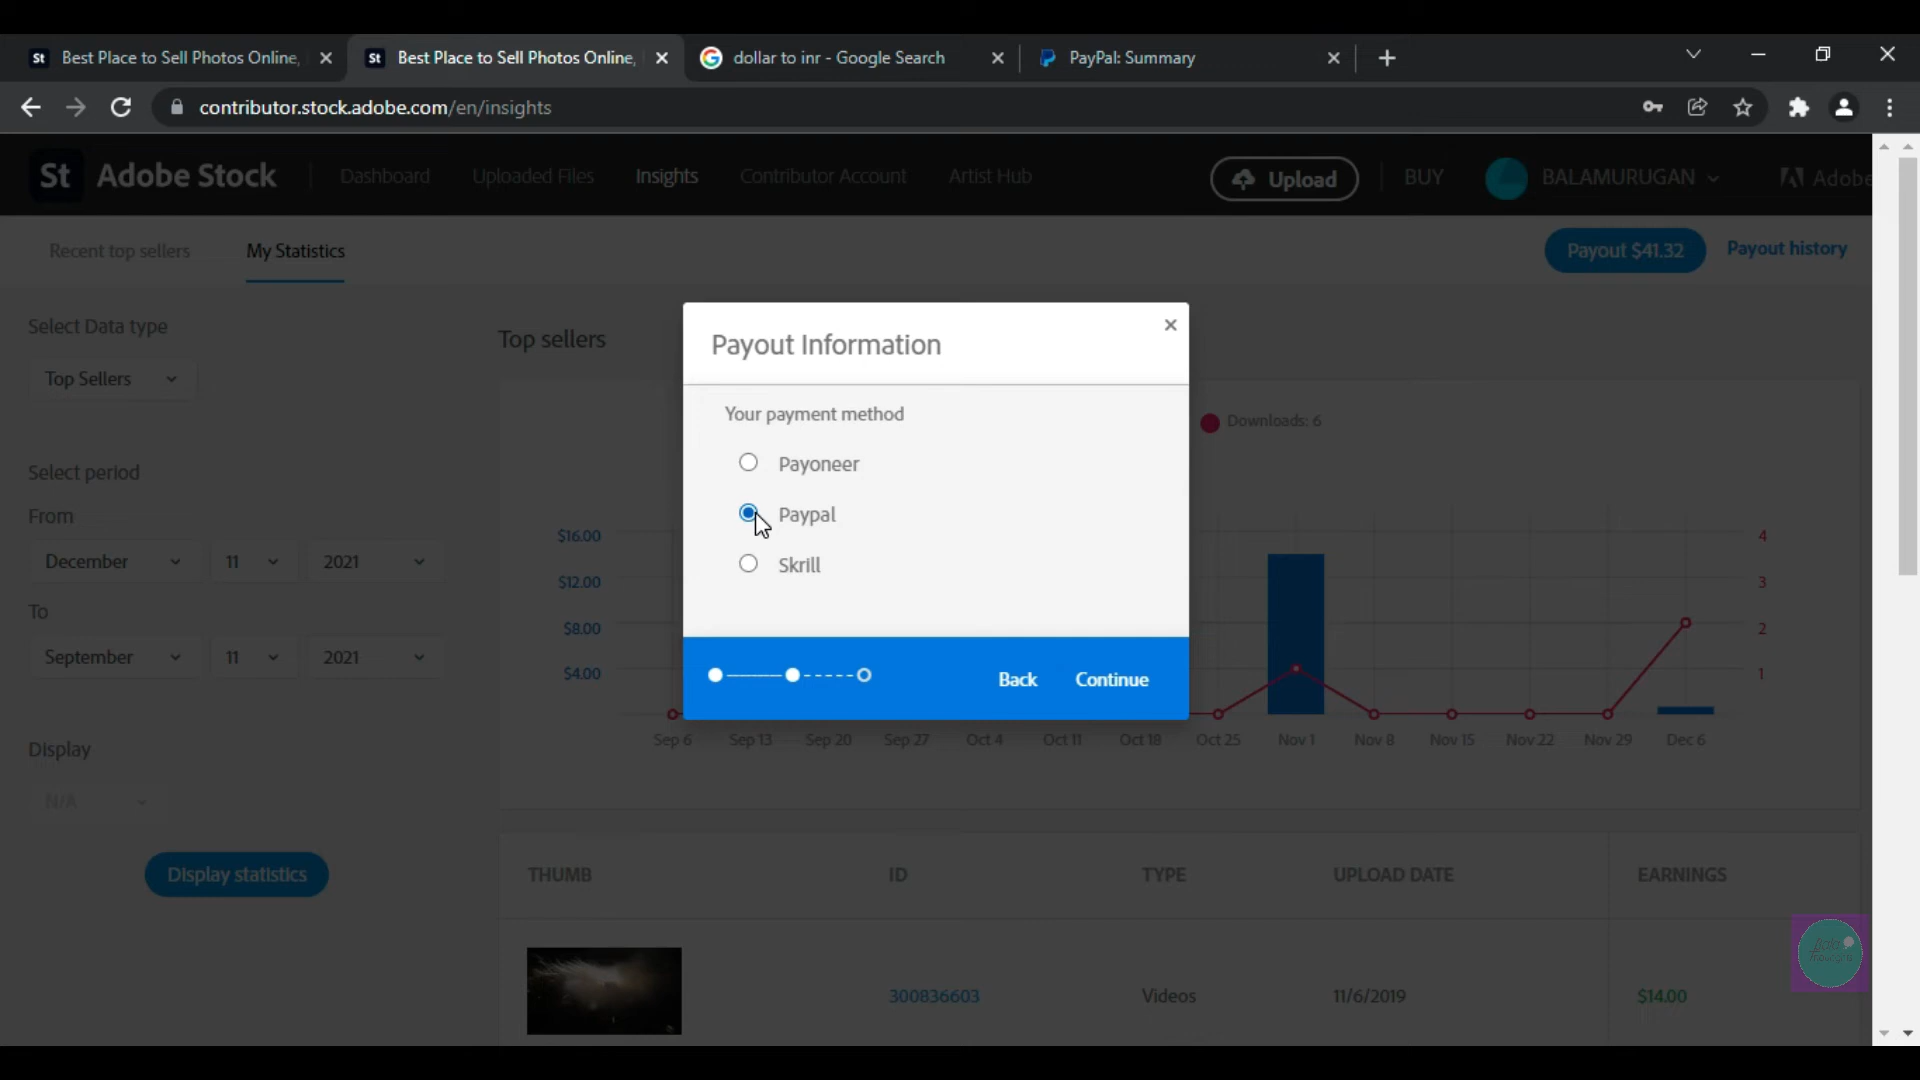 St Best Place to Sell Photos Online,
St Best Place to Sell Photos Online,
dollar to inr - Google Search
PayPal: Summary
contributor.stock.adobe.com/en/insights
St Adobe Stock
Dashboard
Uploaded Files
Insights
Contributor Account
Artist Hub
Upload
BUY
BALAMURUGAN
Adobe
Recent top sellers
My Statistics
Payout $41.32
Payout history
Select Data type
Top Sellers
Select period
From
December 11 2021
To
September 11 2021
Display
N/A
Display statistics
Top sellers
Downloads: 6
Payout Information
Your payment method
Payoneer
Paypal
Skrill
Back
Continue
$16.00
$12.00
$8.00
$4.00
4
3
2
1
Sep 6 Sep 13 Sep 20 Sep 27 Oct 4 Oct 11 Oct 18 Oct 25 Nov 1 Nov 8 Nov 15 Nov 22 Nov 29 Dec 6
THUMB ID TYPE UPLOAD DATE EARNINGS
300836603 Videos 11/6/2019 $14.00